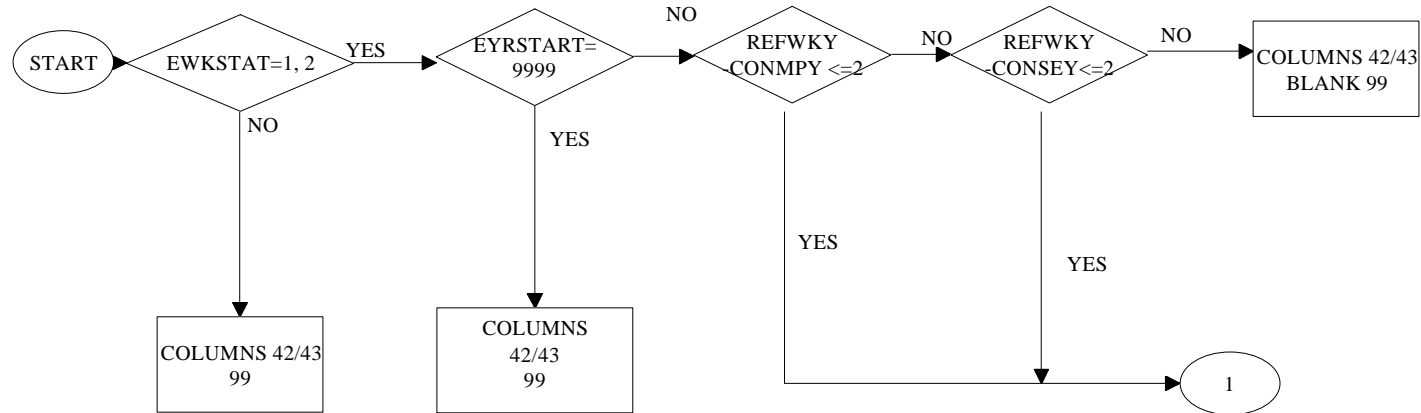 START
EWKSTAT=1, 2
YES
NO
COLUMNS 42/43
99
EYRSTART=
9999
YES
COLUMNS
42/43
99
NO
REFWKY
-CONMPY <=2
YES
NO
REFWKY
-CONSEY<=2
YES
NO
COLUMNS 42/43
BLANK 99
1